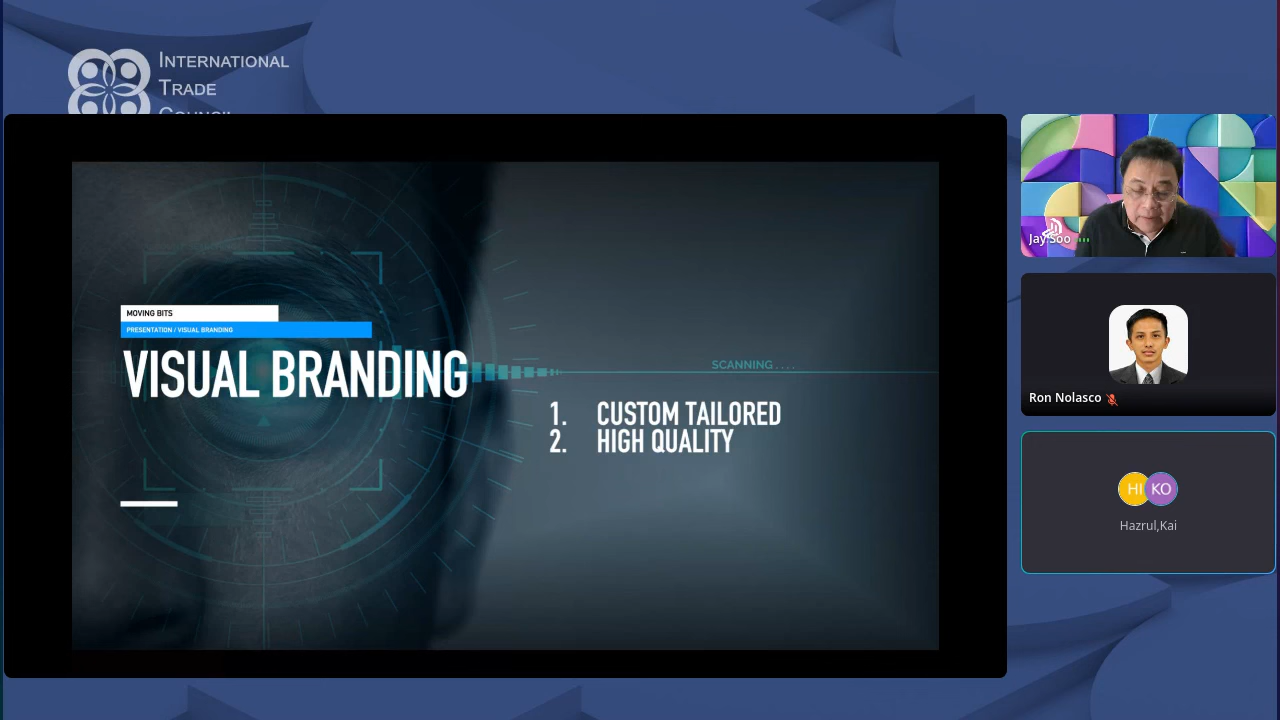 INTERNATIONAL
TRADE
COUNCIL
MOVING BITS
PRESENTATION / VISUAL BRANDING
VISUAL BRANDING
SCANNING . . . .
1. CUSTOM TAILORED
2. HIGH QUALITY
Jay Soo
Ron Nolasco
HI KO
Hazrul,Kai